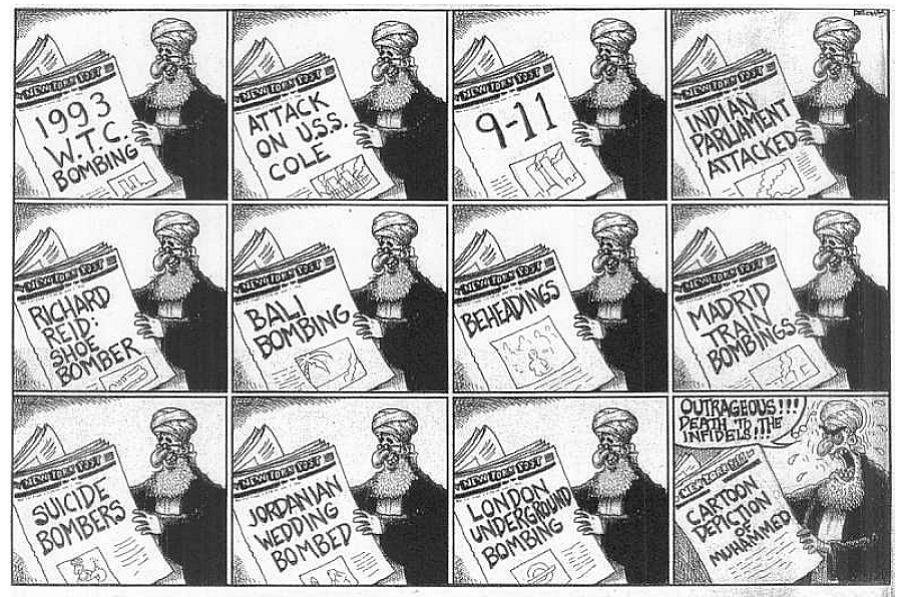 NEW YORK POST
1993
W.T.C.
BOMBING
NEW YORK POST
ATTACK
ON U.S.S.
COLE
NEW YORK POST
9-11
NEW YORK POST
INDIAN
PARLIAMENT
ATTACKED
NEW YORK POST
RICHARD
REID:
SHOE
BOMBER
NEW YORK POST
BALI
BOMBING
NEW YORK POST
BEHEADINGS
NEW YORK POST
MADRID
TRAIN
BOMBINGS
NEW YORK POST
SUICIDE
BOMBERS
NEW YORK POST
JORDANIAN
WEDDING
BOMBED
NEW YORK POST
LONDON
UNDERGROUND
BOMBING
OUTRAGEOUS!!!
DEATH TO THE
INFIDELS!!!
CARTOON
DEPICTION
OF
MUHAMMED